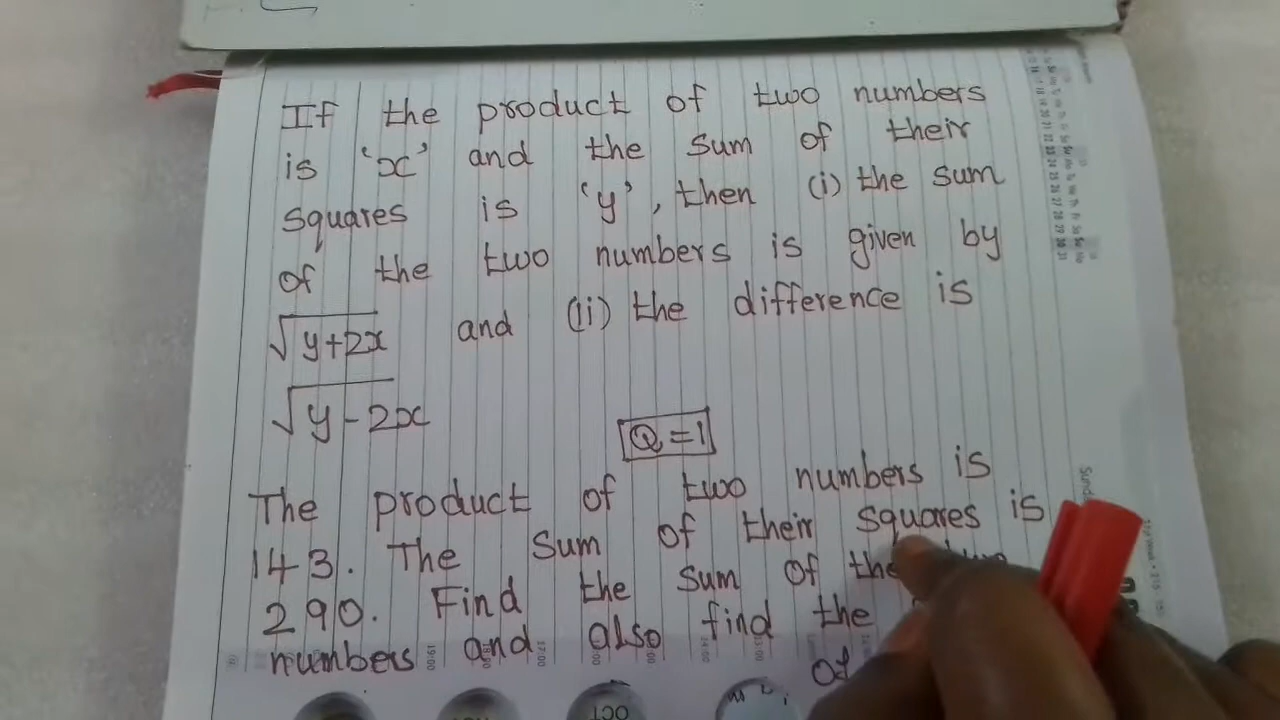 If the product of two numbers
is 'x' and the sum of their
squares is 'y', then (i) the sum
of the two numbers is given by
√y+2x and (ii) the difference is
√y-2x
Q=1
The product of two numbers is
143. The sum of their squares is
290. Find the sum of the
numbers and also find the
of